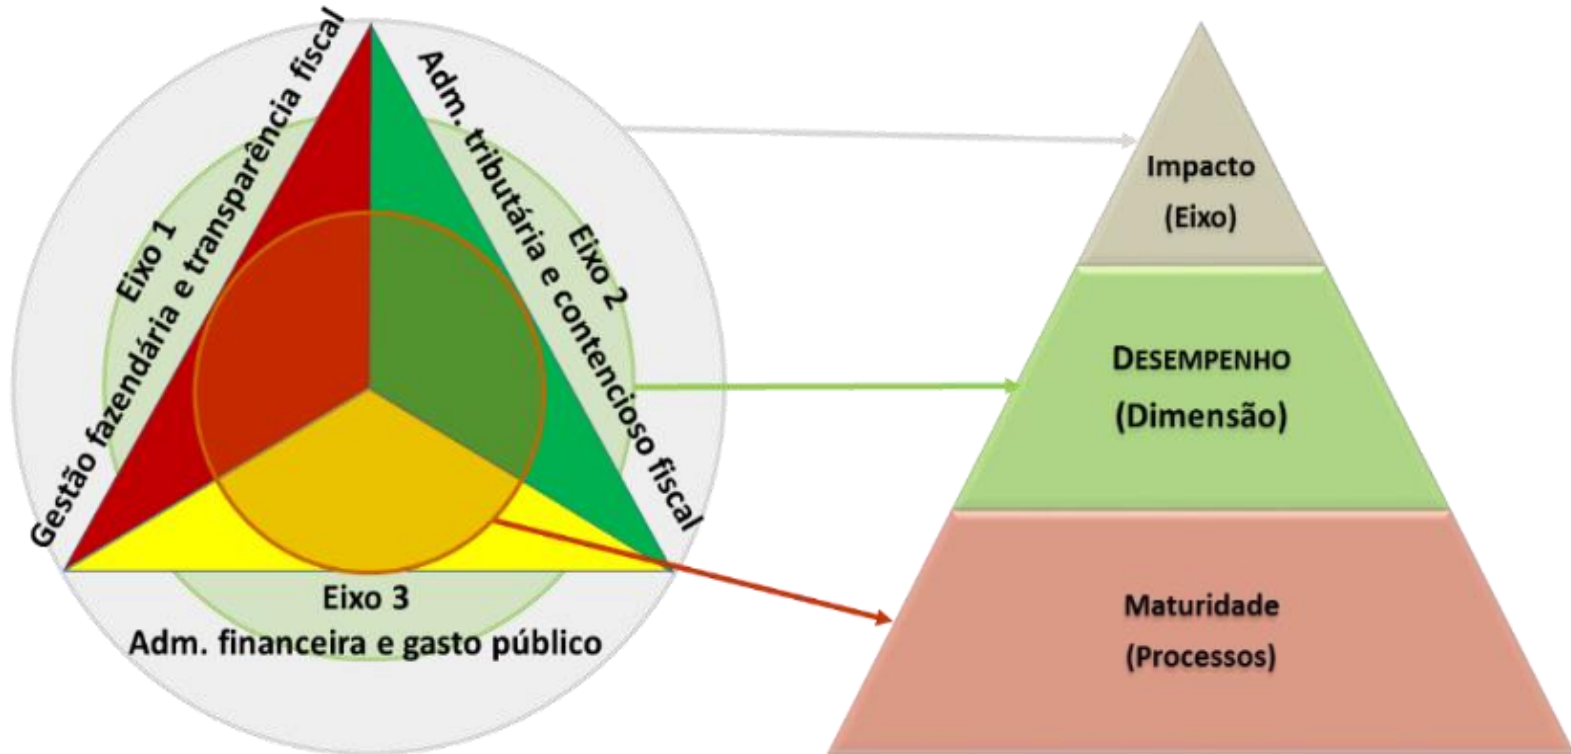 Eixo 1
Gestão fazendária e transparência fiscal
Eixo 2
Adm. tributária e contencioso fiscal
Eixo 3
Adm. financeira e gasto público
Impacto
(Eixo)
DESEMPENHO
(Dimensão)
Maturidade
(Processos)